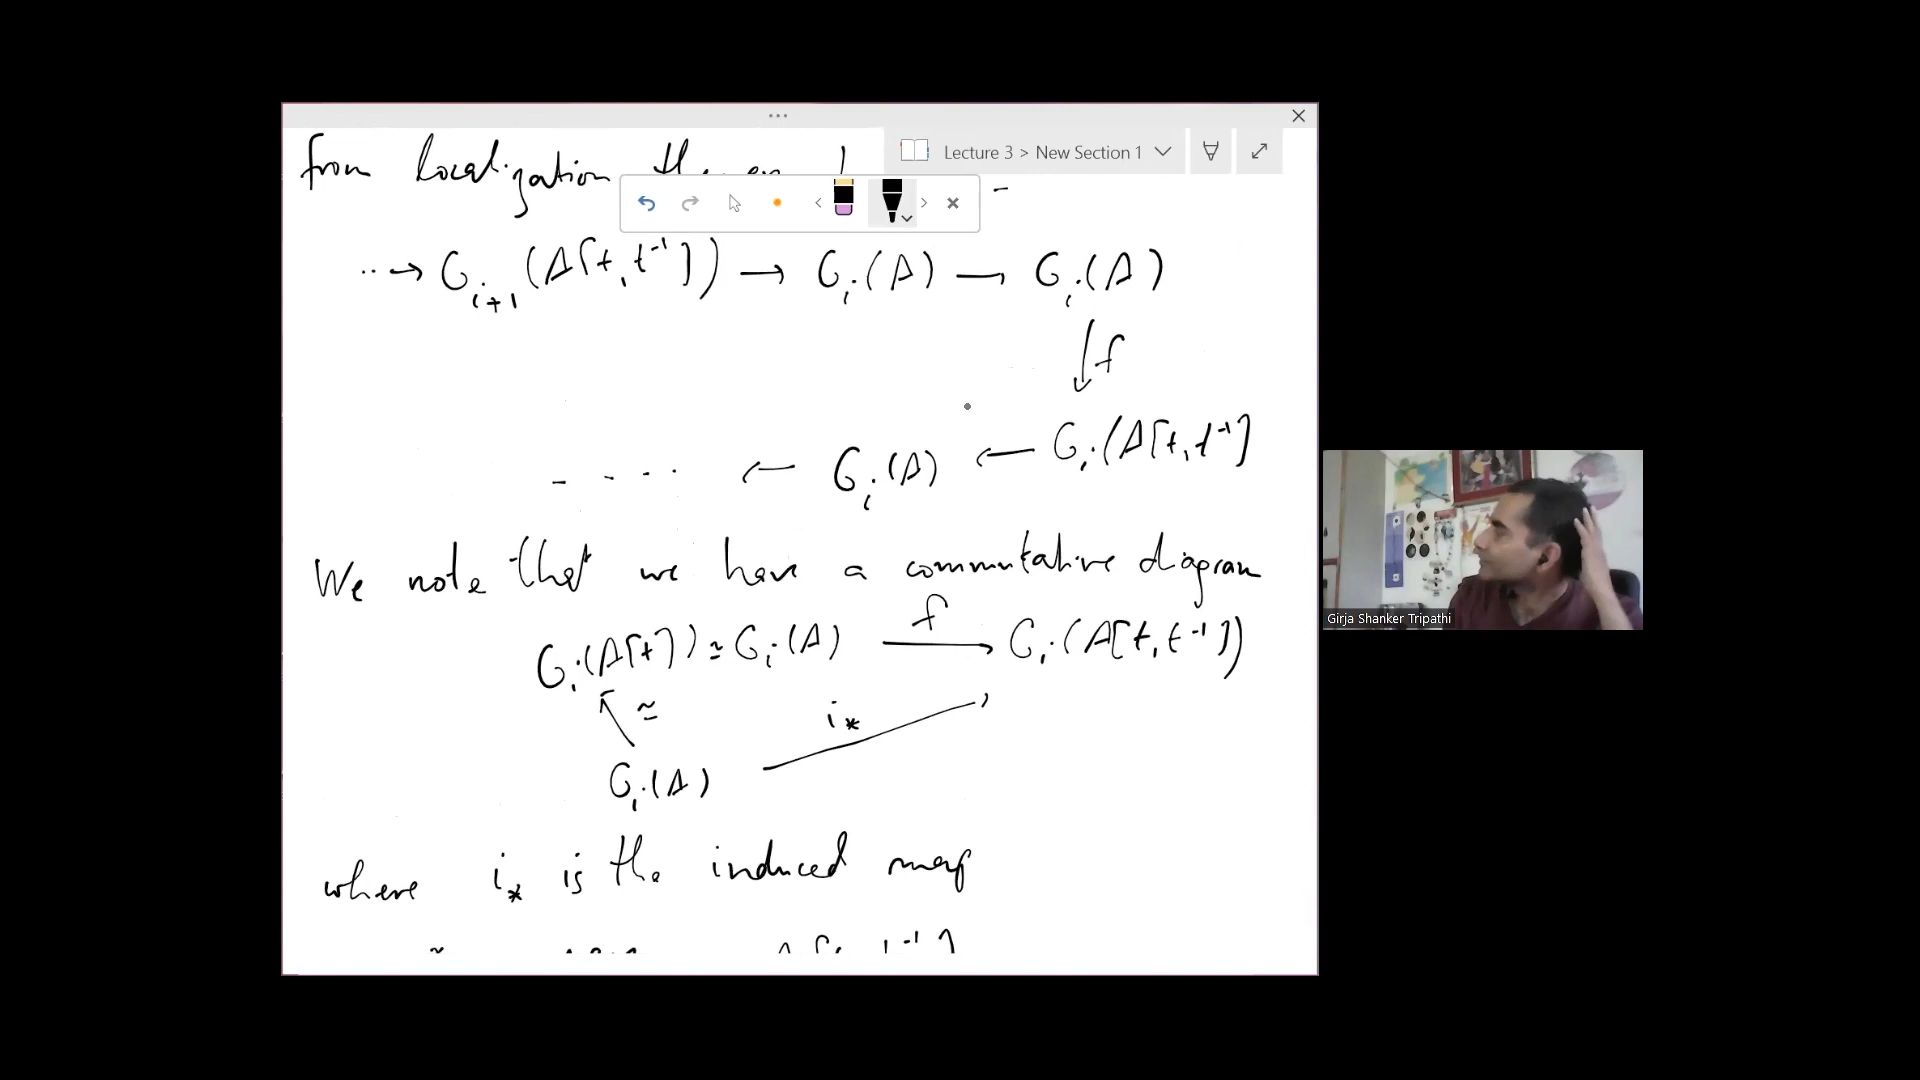 from localization
Lecture 3 > New Section 1
··→ G_{i+1}(A[t, t^{-1}]) → G_i(A) → G_i(A)
↓ f
- - - - ← G_i(A) ← G_i(A[t, t^{-1}]
We note that we have a commutative diagram
G_i(A[t]) ≃ G_i(A) f→ G_i(A[t, t^{-1}])
≃ i_*
G_i(A)
where i_* is the induced map
Girja Shanker Tripathi